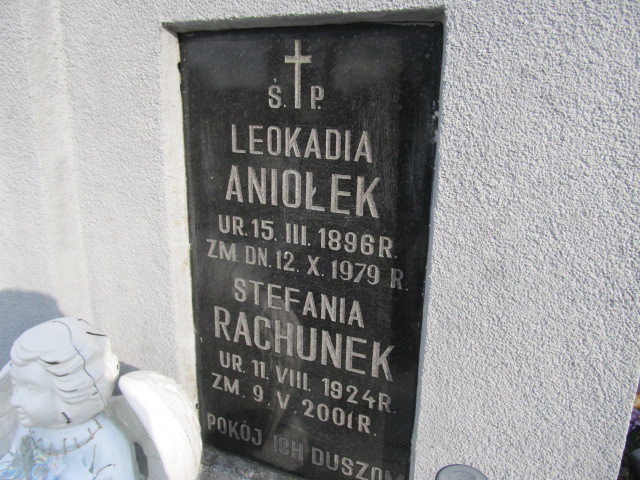 Ś. P.
LEOKADIA
ANIOŁEK
UR. 15. III. 1896 R.
ZM. DN. 12. X. 1979 R.
STEFANIA
RACHUNEK
UR. 11. VIII. 1924 R.
ZM. 9. V. 2001 R.
POKÓJ ICH DUSZOM